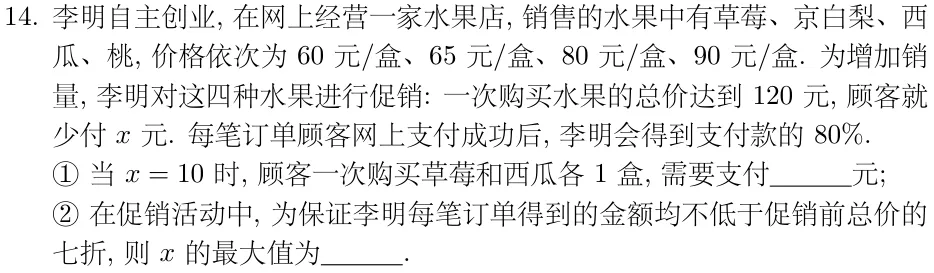 14. 李明自主创业, 在网上经营一家水果店, 销售的水果中有草莓、京白梨、西
瓜、桃, 价格依次为 60 元/盒、65 元/盒、80 元/盒、90 元/盒. 为增加销
量, 李明对这四种水果进行促销: 一次购买水果的总价达到 120 元, 顾客就
少付 x 元. 每笔订单顾客网上支付成功后, 李明会得到支付款的 80%.
① 当 x = 10 时, 顾客一次购买草莓和西瓜各 1 盒, 需要支付______元;
② 在促销活动中, 为保证李明每笔订单得到的金额均不低于促销前总价的
七折, 则 x 的最大值为______.